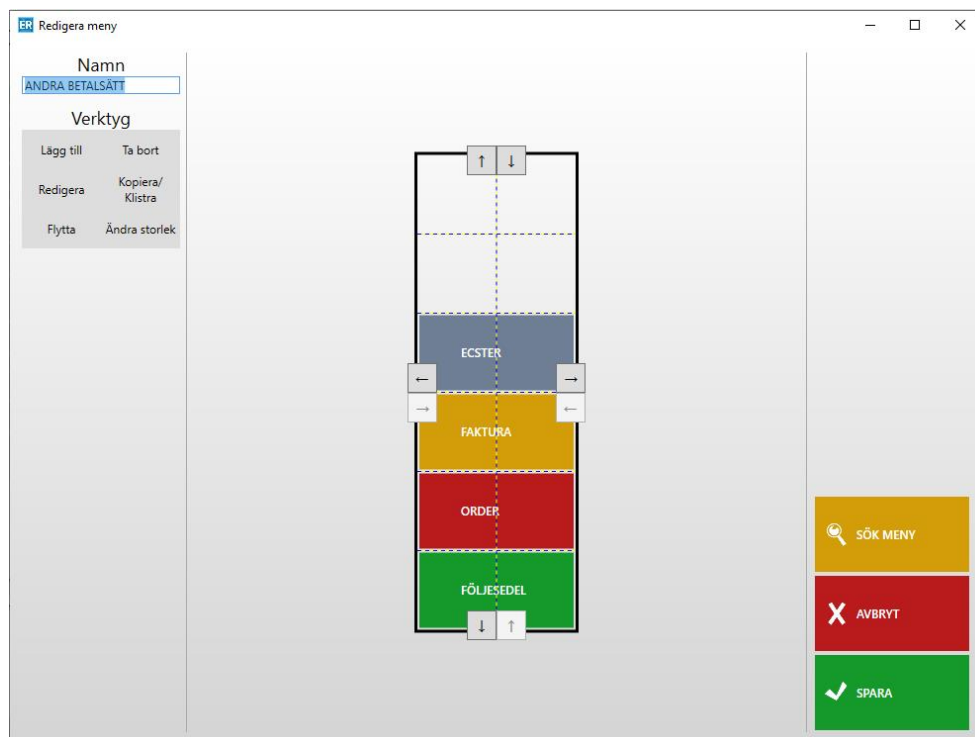 ER Redigera meny
Namn
ANDRA BETALSÄTT
Verktyg
Lägg till
Ta bort
Redigera
Kopiera/
Klistra
Flytta
Ändra storlek
↑ ↓
ECSTER
← →
→ ←
FAKTURA
ORDER
FÖLJESEDEL
↓ ↑
SÖK MENY
AVBRYT
SPARA